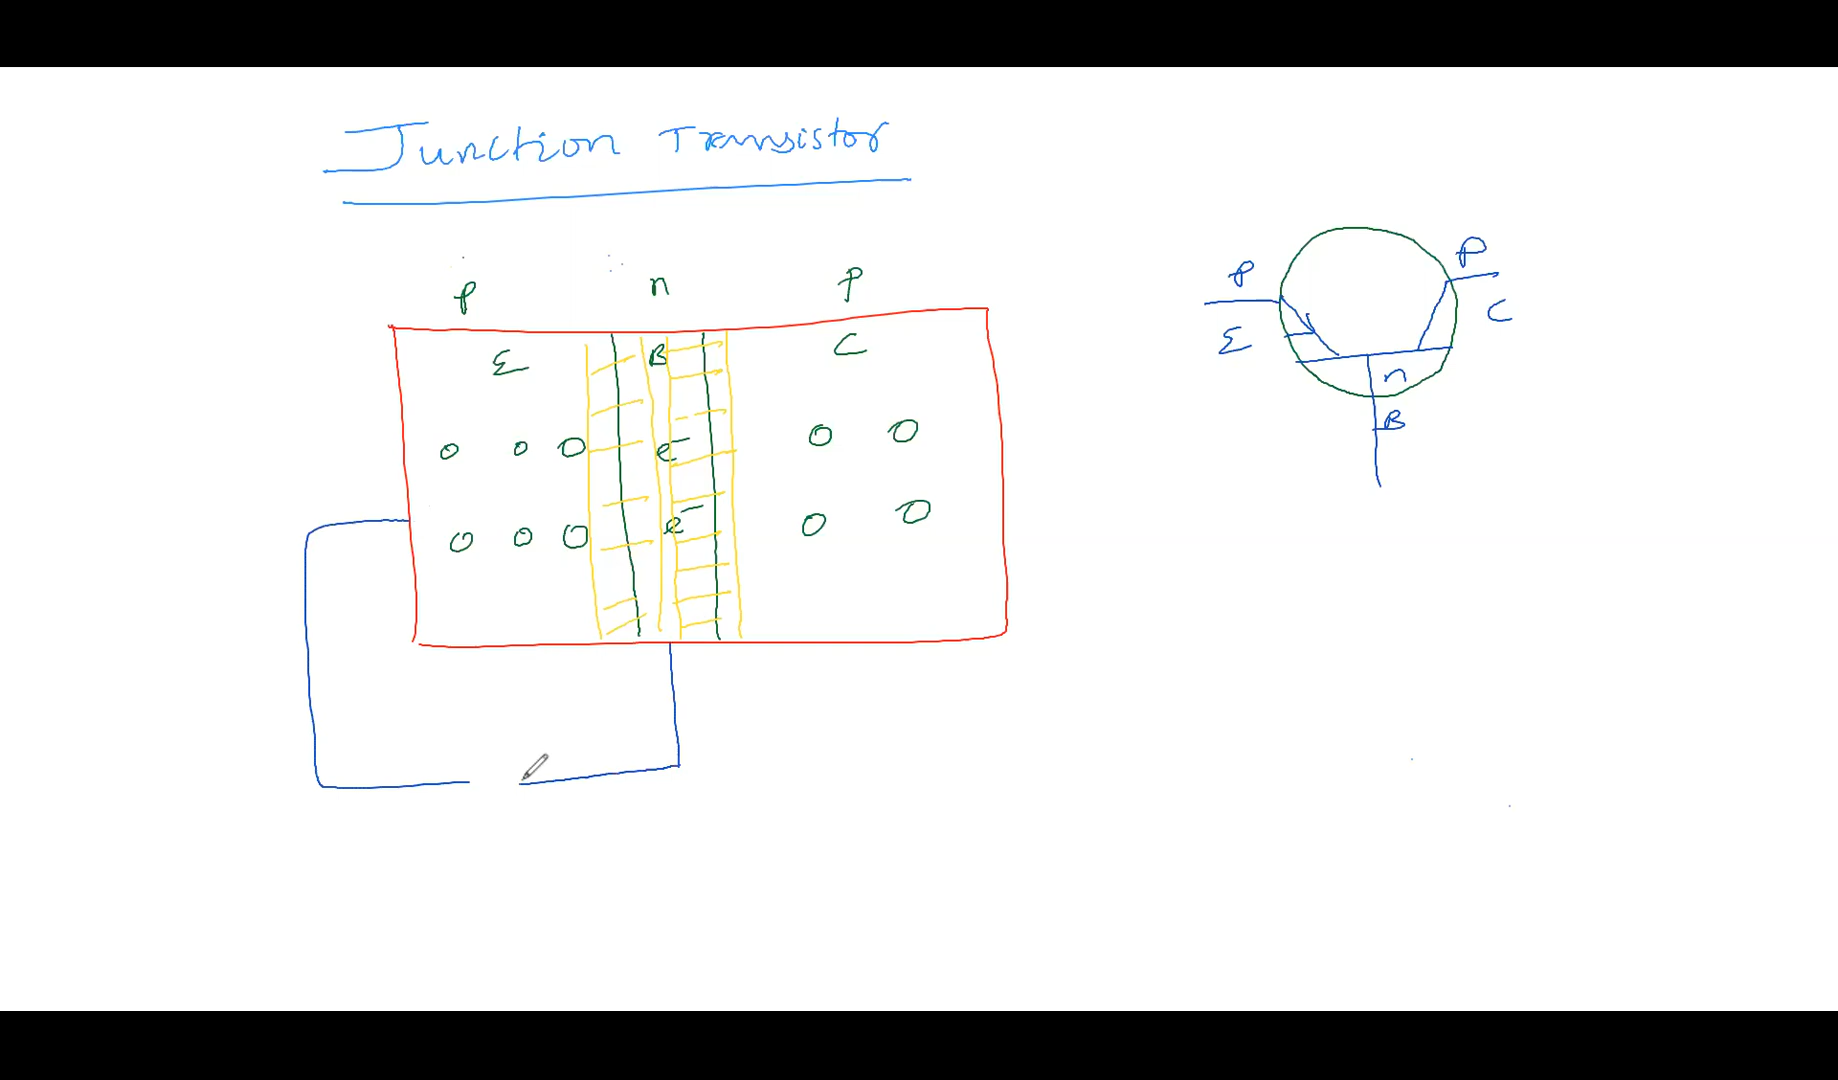 Junction Transistor
P n P
E B C
e⁻
e⁻
P P
E C
n
B